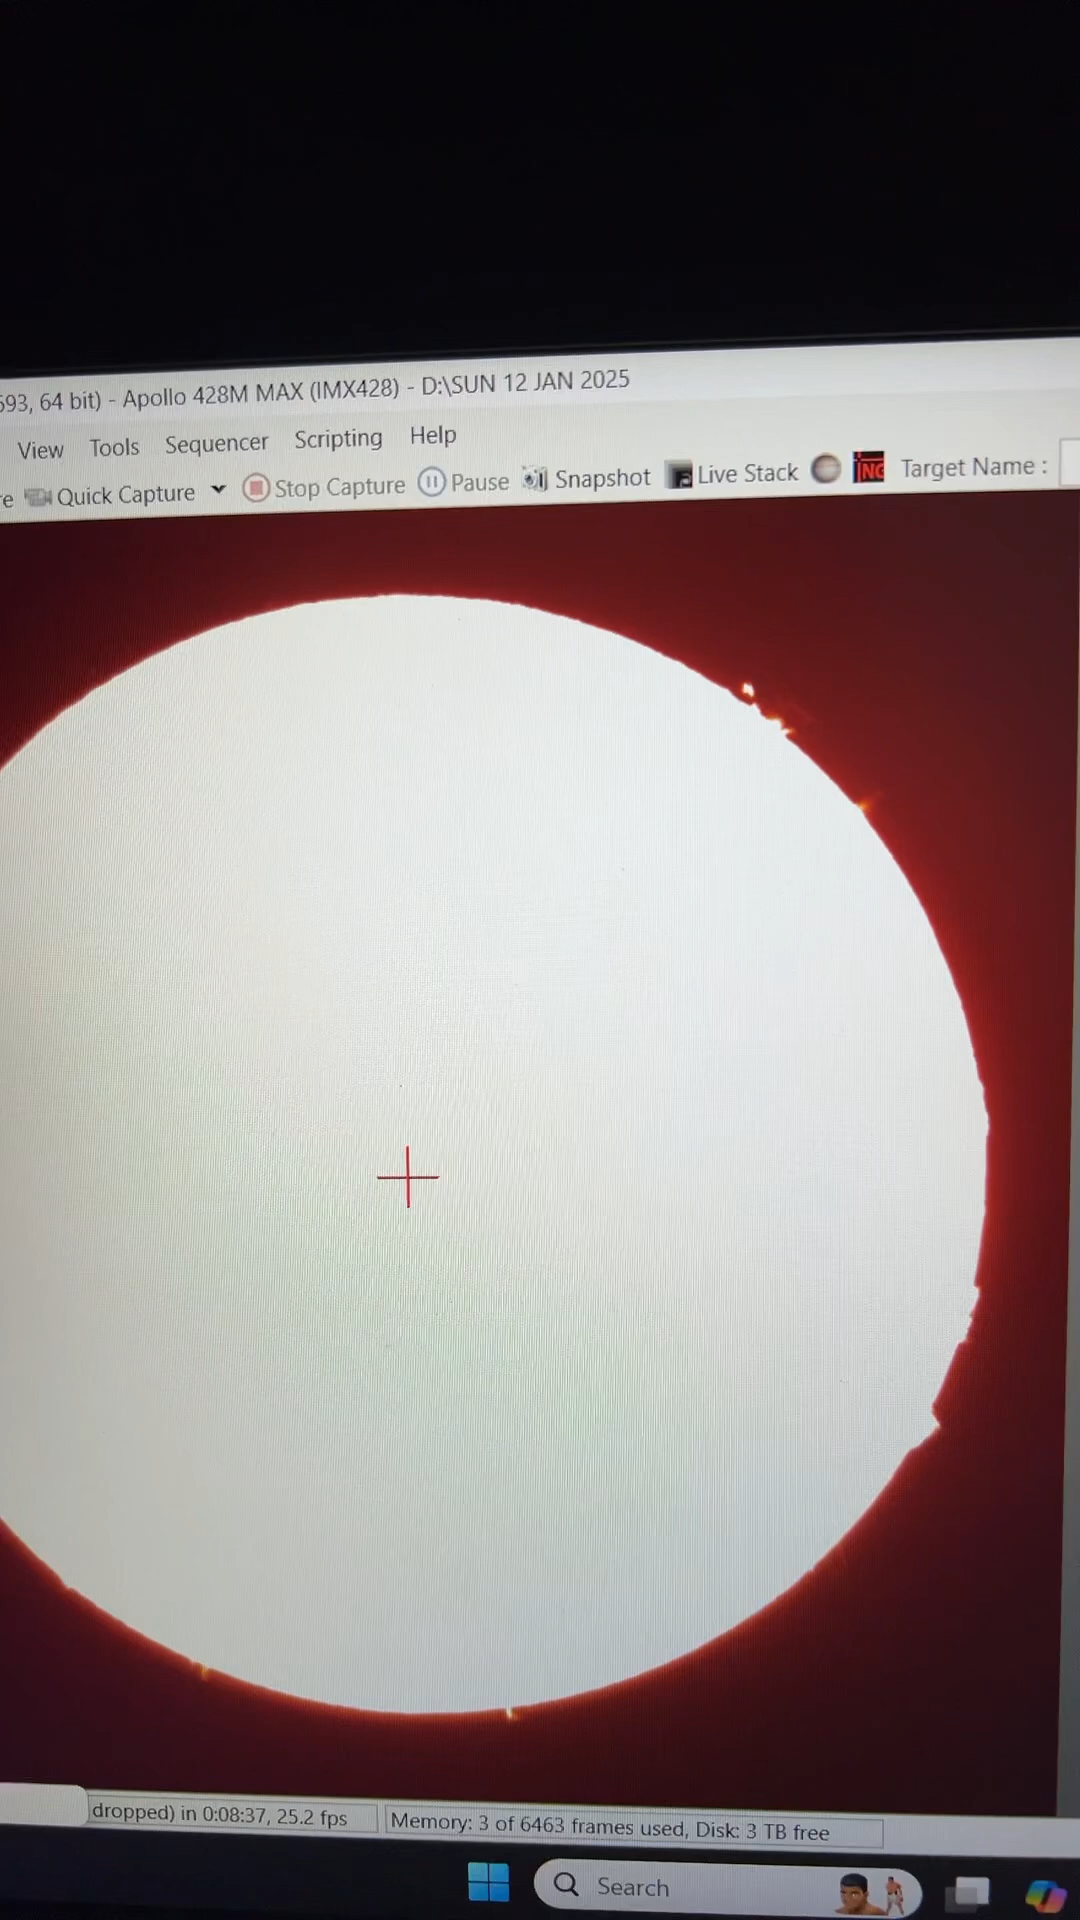 593, 64 bit) - Apollo 428M MAX (IMX428) - D:\SUN 12 JAN 2025
View Tools Sequencer Scripting Help
re Quick Capture Stop Capture Pause Snapshot Live Stack ING Target Name :
dropped) in 0:08:37, 25.2 fps Memory: 3 of 6463 frames used, Disk: 3 TB free
Search